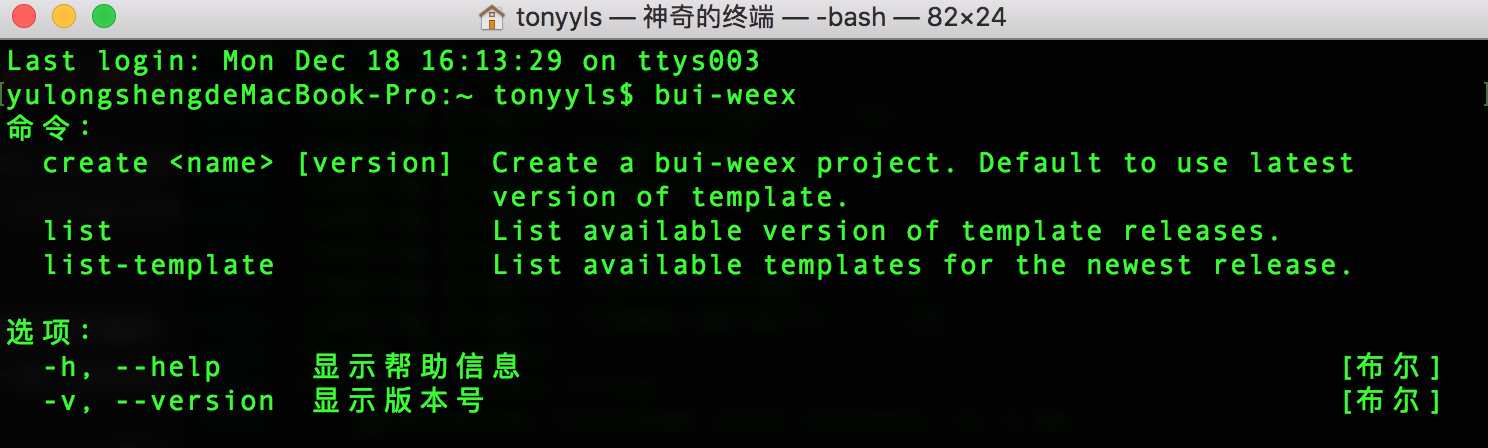 tonyyls — 神奇的终端 — -bash — 82×24
Last login: Mon Dec 18 16:13:29 on ttys003
[yulongshengdeMacBook-Pro:~ tonyyls$ bui-weex ]
命令:
  create <name> [version]  Create a bui-weex project. Default to use latest
                           version of template.
  list                     List available version of template releases.
  list-template            List available templates for the newest release.
选项:
  -h, --help     显示帮助信息 [布尔]
  -v, --version  显示版本号 [布尔]